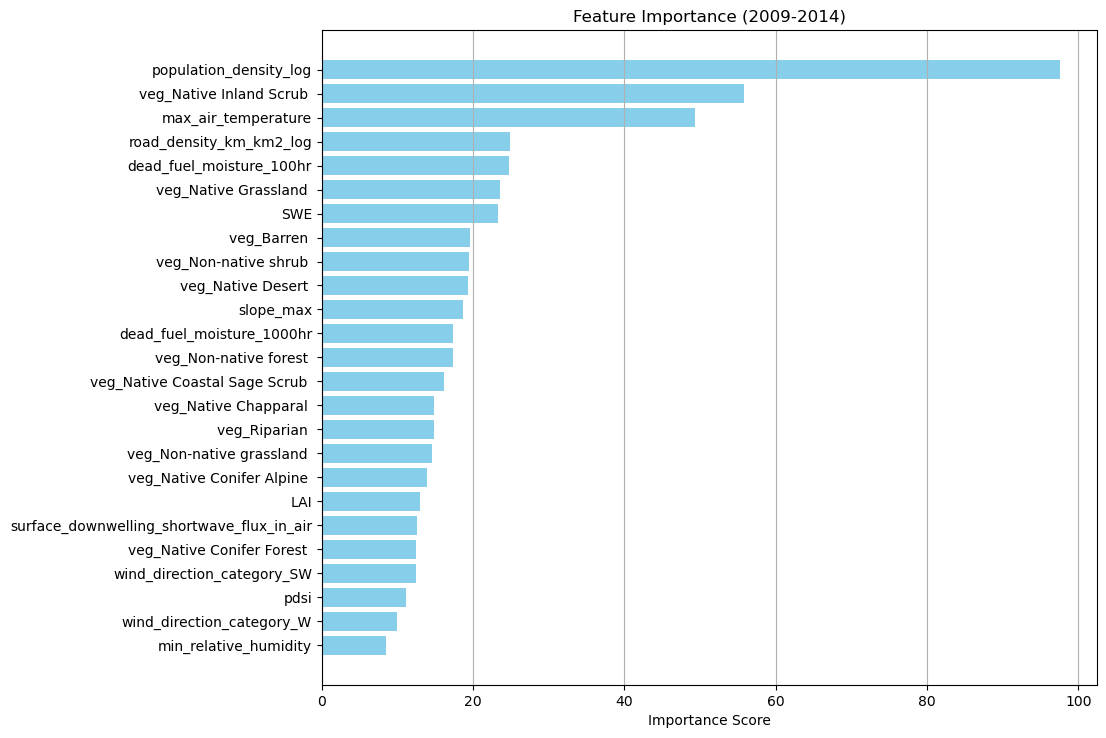 Feature Importance (2009-2014)
population_density_log
veg_Native Inland Scrub
max_air_temperature
road_density_km_km2_log
dead_fuel_moisture_100hr
veg_Native Grassland
SWE
veg_Barren
veg_Non-native shrub
veg_Native Desert
slope_max
dead_fuel_moisture_1000hr
veg_Non-native forest
veg_Native Coastal Sage Scrub
veg_Native Chapparal
veg_Riparian
veg_Non-native grassland
veg_Native Conifer Alpine
LAI
surface_downwelling_shortwave_flux_in_air
veg_Native Conifer Forest
wind_direction_category_SW
pdsi
wind_direction_category_W
min_relative_humidity
0 20 40 60 80 100
Importance Score